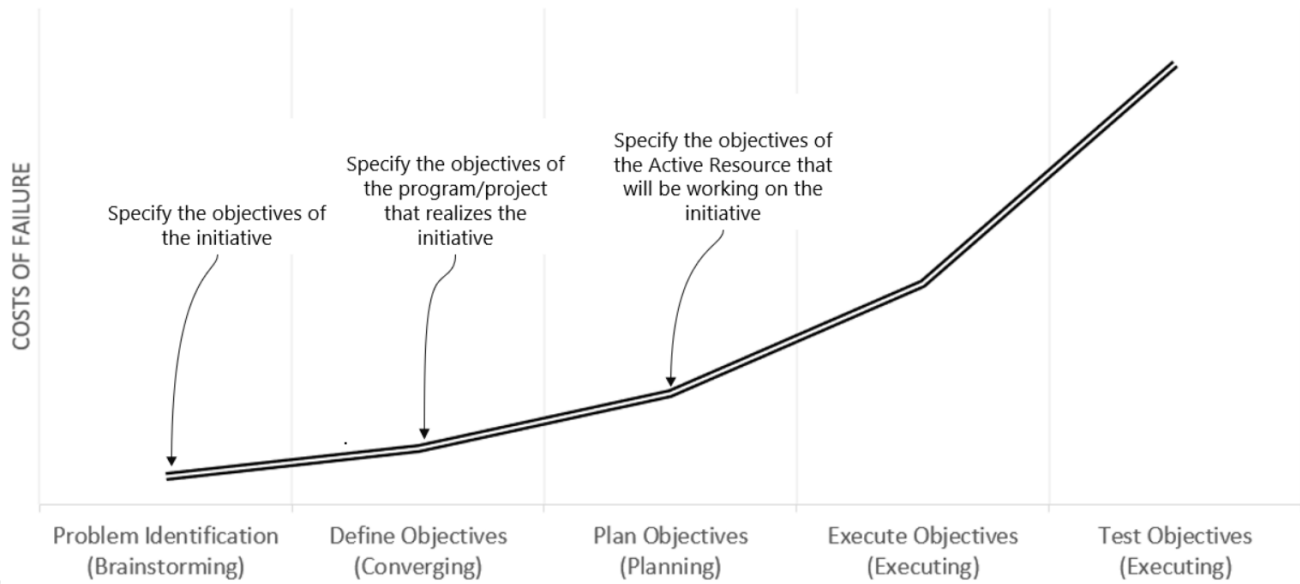 COSTS OF FAILURE
Specify the objectives of
the initiative
Specify the objectives of
the program/project
that realizes the
initiative
Specify the objectives of
the Active Resource that
will be working on the
initiative
Problem Identification
(Brainstorming)
Define Objectives
(Converging)
Plan Objectives
(Planning)
Execute Objectives
(Executing)
Test Objectives
(Executing)